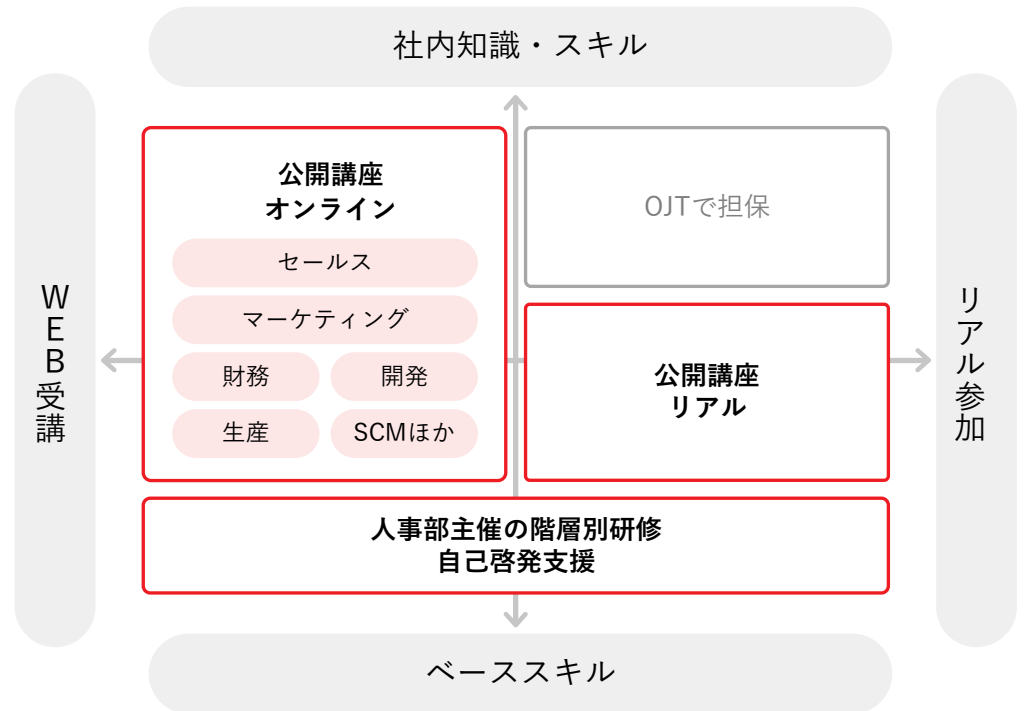 社内知識・スキル
WEB受講
公開講座
オンライン
セールス
マーケティング
財務
開発
生産
SCMほか
OJTで担保
公開講座
リアル
リアル参加
人事部主催の階層別研修
自己啓発支援
ベーススキル